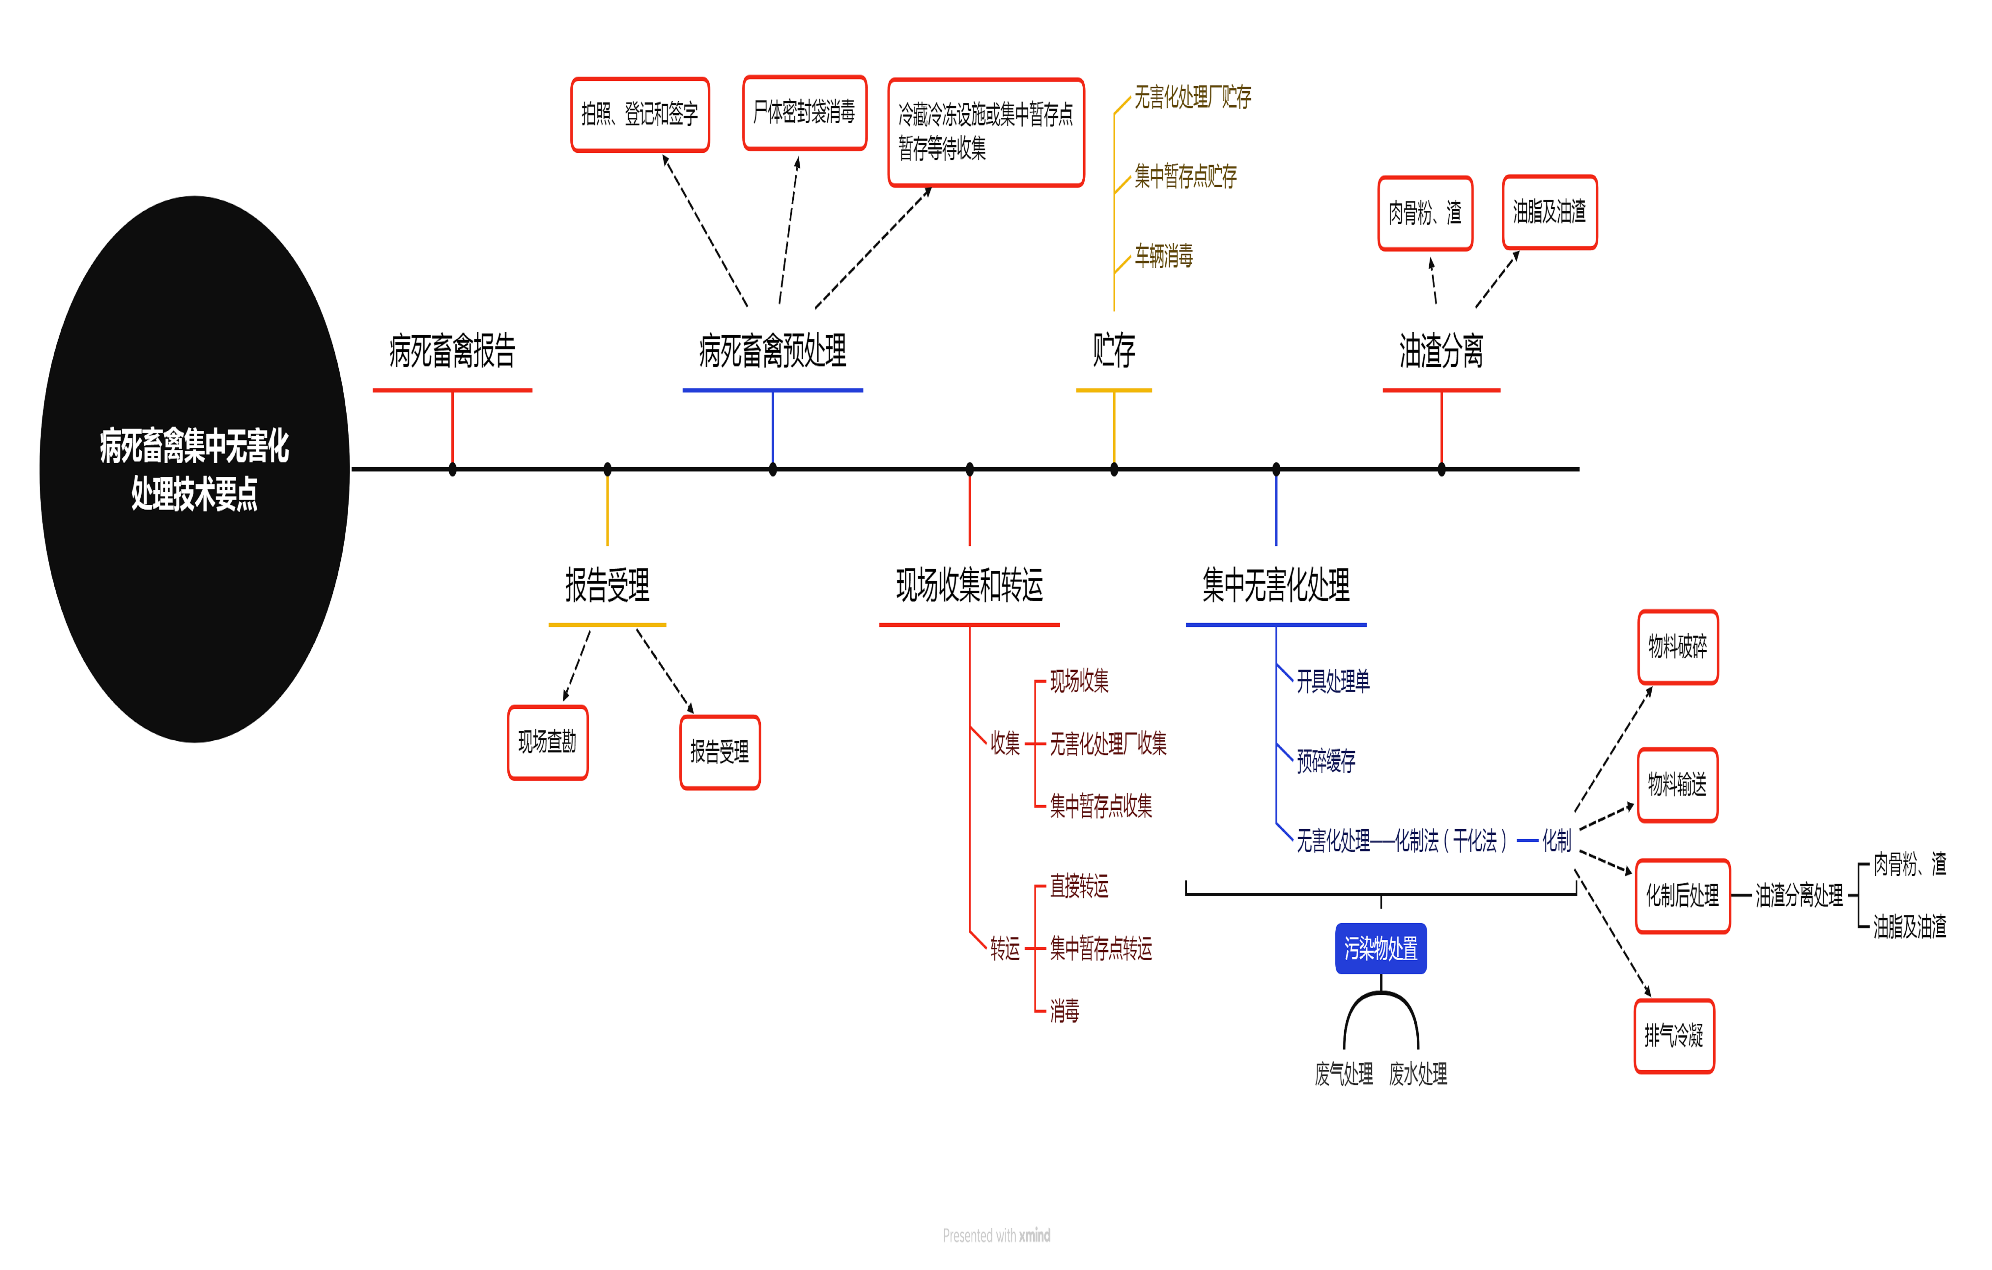 病死畜禽集中无害化
处理技术要点
病死畜禽报告
报告受理
现场查勘
报告受理
病死畜禽预处理
拍照、登记和签字
尸体密封袋消毒
冷藏冷冻设施或集中暂存点
暂存等待收集
现场收集和转运
收集
现场收集
无害化处理厂收集
集中暂存点收集
转运
直接转运
集中暂存点转运
消毒
贮存
无害化处理厂贮存
集中暂存点贮存
车辆消毒
集中无害化处理
开具处理单
预碎缓存
无害化处理——化制法（干化法）
化制
物料破碎
物料输送
化制后处理
油渣分离处理
肉骨粉、渣
油脂及油渣
排气冷凝
污染物处置
废气处理
废水处理
油渣分离
肉骨粉、渣
油脂及油渣
Presented with xmind